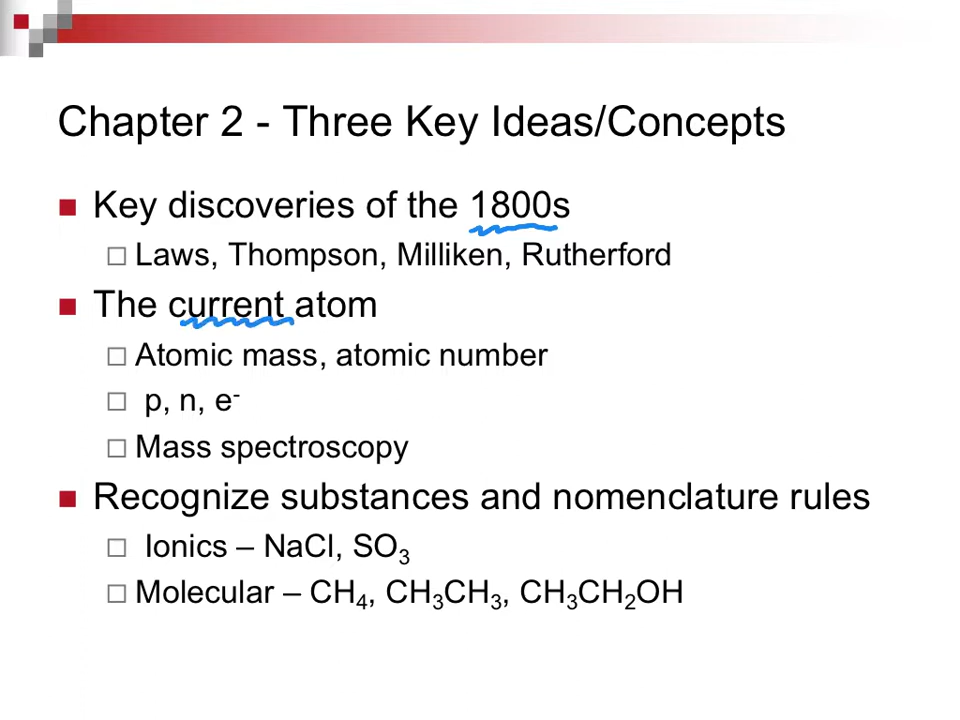 Chapter 2 - Three Key Ideas/Concepts
Key discoveries of the 1800s
Laws, Thompson, Milliken, Rutherford
The current atom
Atomic mass, atomic number
p, n, e⁻
Mass spectroscopy
Recognize substances and nomenclature rules
Ionics – NaCl, SO₃
Molecular – CH₄, CH₃CH₃, CH₃CH₂OH